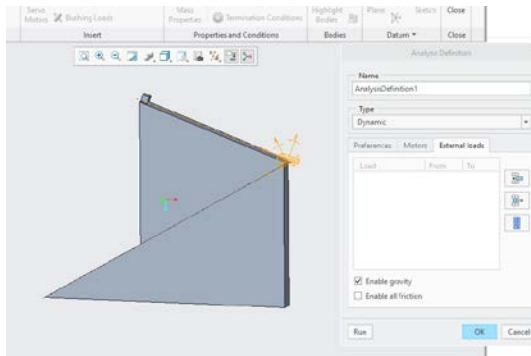 Servo Motors
Bushing Loads
Mass Properties
Termination Conditions
Highlight Bodies
Plane
Sketch
Close
Insert
Properties and Conditions
Bodies
Datum
Close
Analysis Definition
Name
AnalysisDefinition1
Type
Dynamic
Preferences
Motors
External loads
Load
From
To
Enable gravity
Enable all friction
Run
OK
Cancel